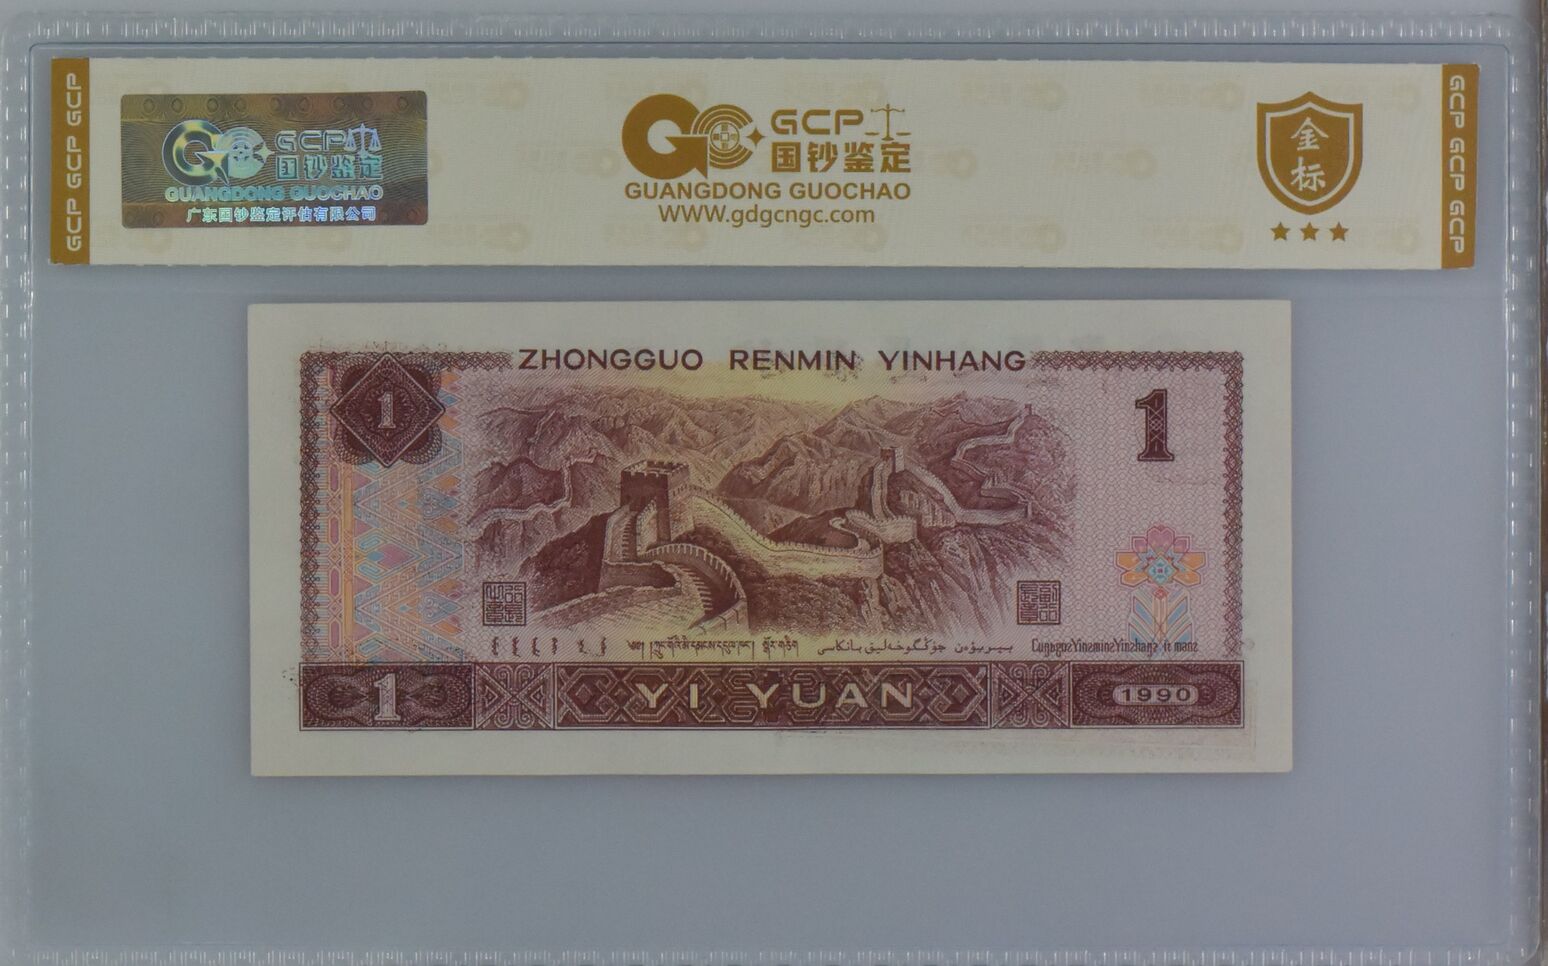 GCP GCP GCP
GCP
国钞鉴定
GUANGDONG GUOCHAO
广东国钞鉴定评估有限公司
GCP
国钞鉴定
GUANGDONG GUOCHAO
WWW.gdgcngc.com
金标
GCP GCP GCP
ZHONGGUO RENMIN YINHANG
1
1
1
YI YUAN
1990